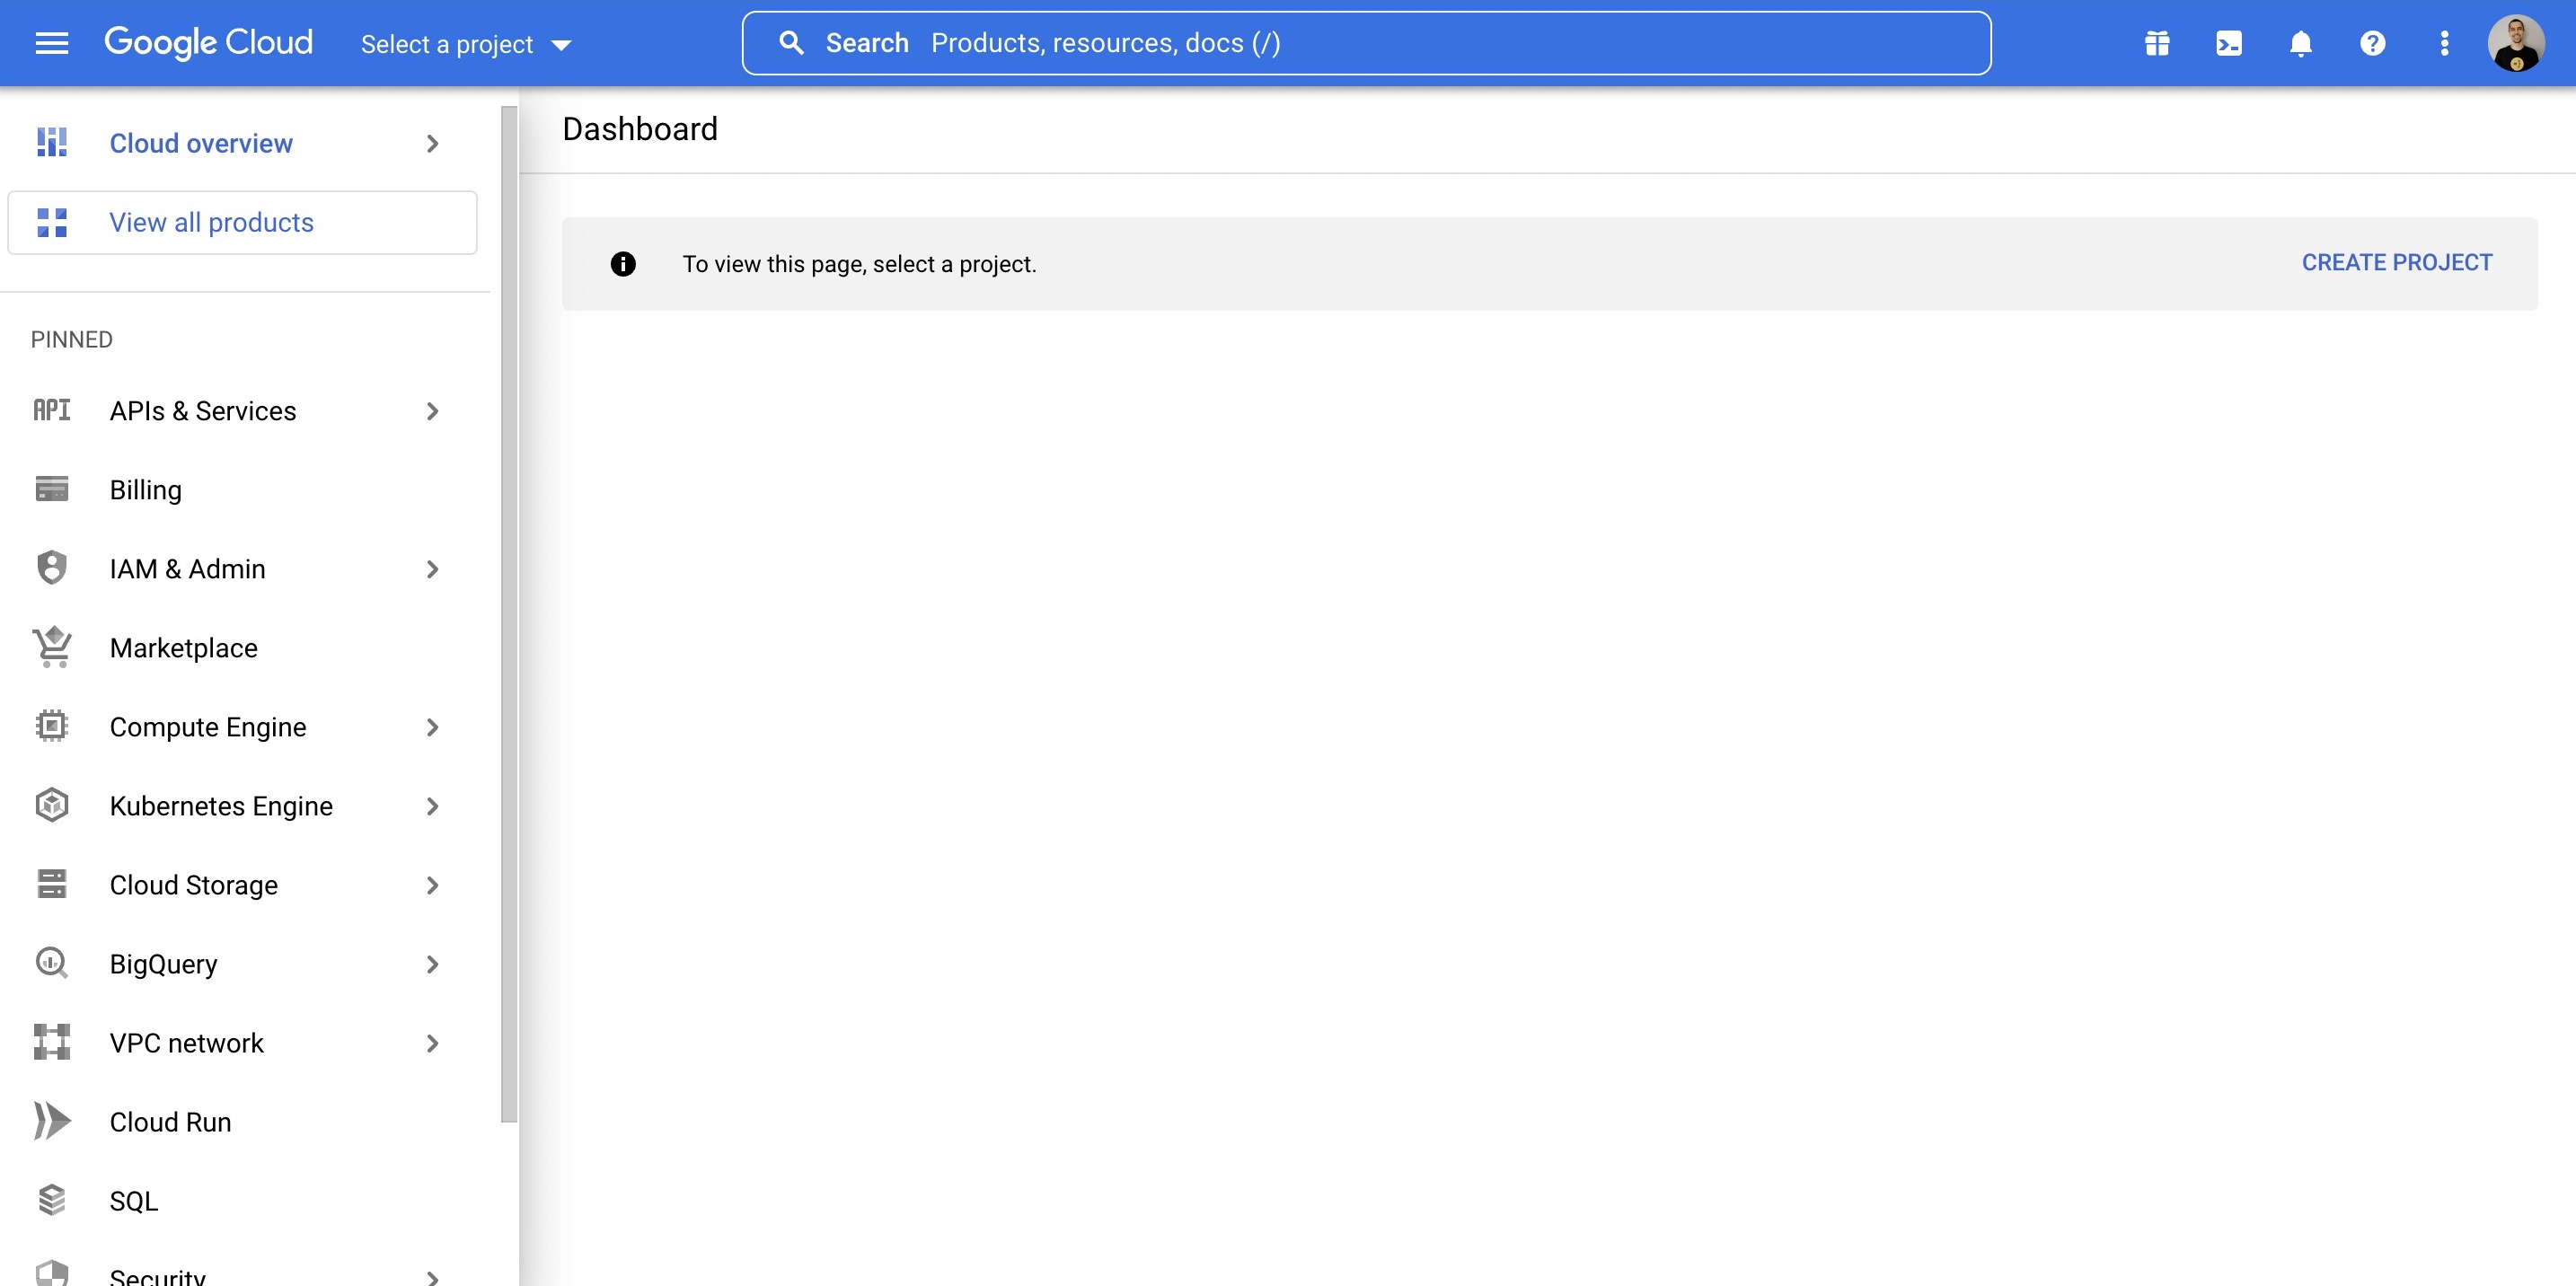 Google Cloud
Select a project
Search Products, resources, docs (/)
Cloud overview
View all products
PINNED
API APIs & Services
Billing
IAM & Admin
Marketplace
Compute Engine
Kubernetes Engine
Cloud Storage
BigQuery
VPC network
Cloud Run
SQL
Security
Dashboard
To view this page, select a project.
CREATE PROJECT